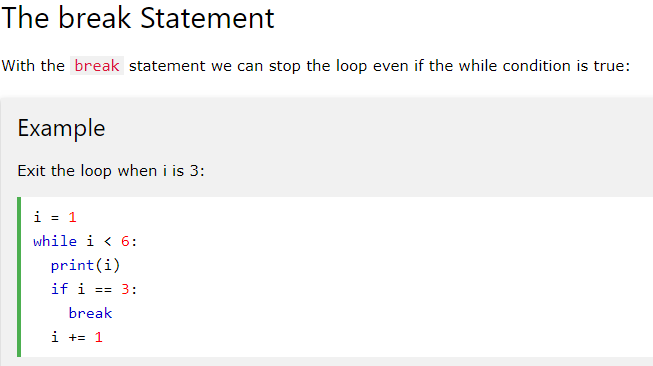 The break Statement
With the break statement we can stop the loop even if the while condition is true:
Example
Exit the loop when i is 3:
i = 1
while i < 6:
  print(i)
  if i == 3:
    break
  i += 1